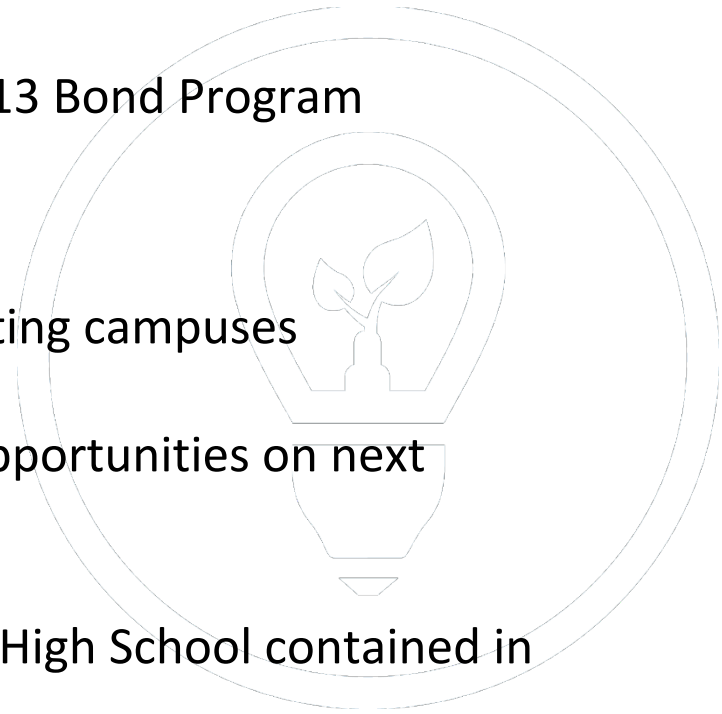 13 Bond Program
ting campuses
pportunities on next
High School contained in